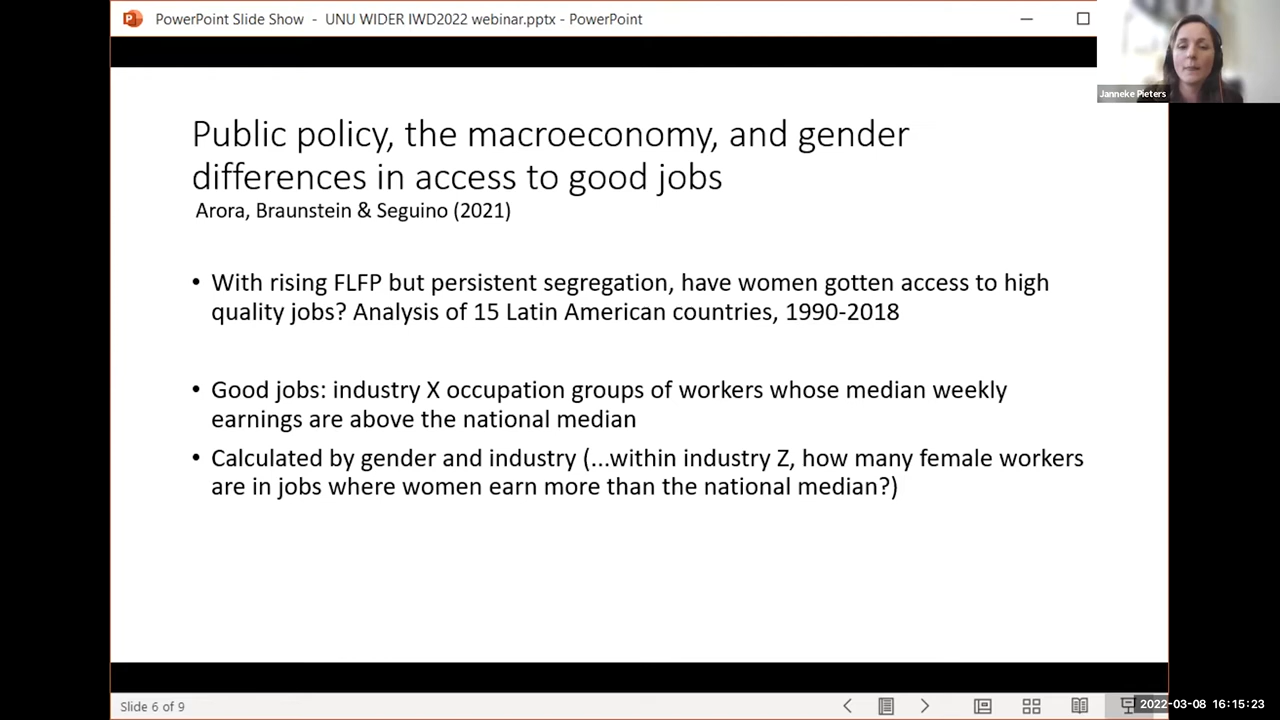 PowerPoint Slide Show - UNU WIDER IWD2022 webinar.pptx - PowerPoint
Janneke Pieters
Public policy, the macroeconomy, and gender
differences in access to good jobs
Arora, Braunstein & Seguino (2021)
• With rising FLFP but persistent segregation, have women gotten access to high
quality jobs? Analysis of 15 Latin American countries, 1990-2018
• Good jobs: industry X occupation groups of workers whose median weekly
earnings are above the national median
• Calculated by gender and industry (...within industry Z, how many female workers
are in jobs where women earn more than the national median?)
Slide 6 of 9
2022-03-08 16:15:23